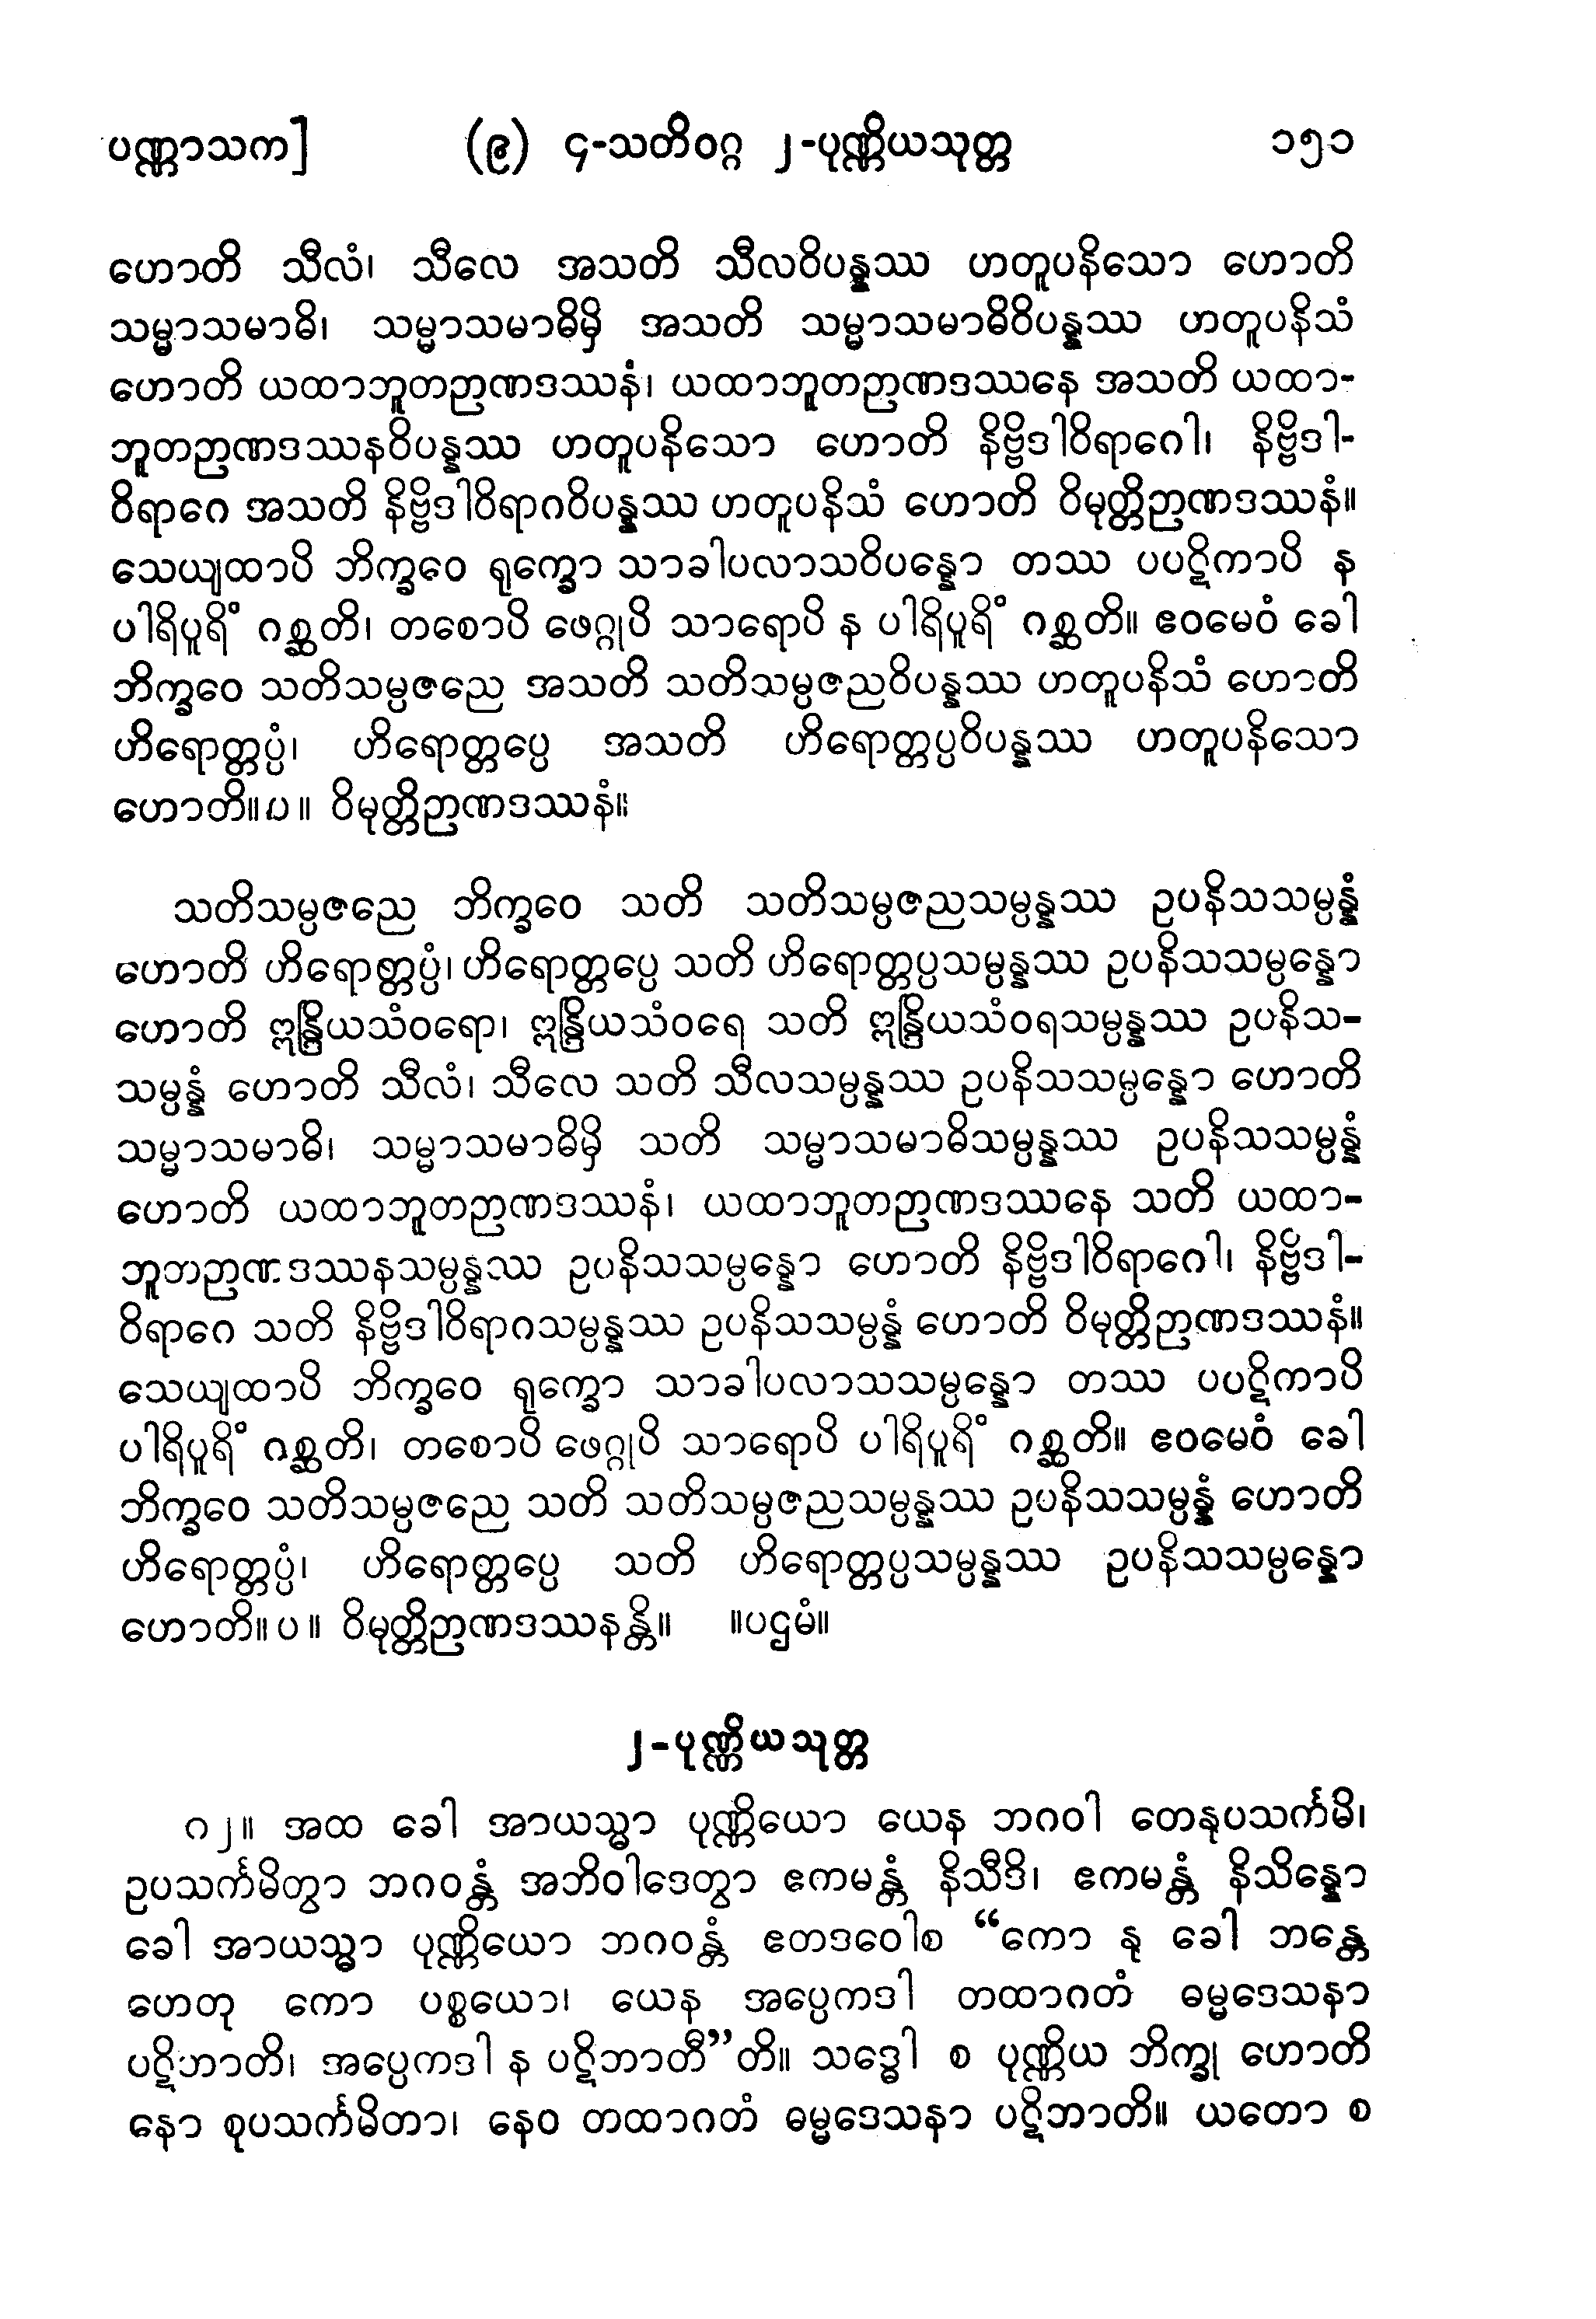 ပဏ္ဏာသက] (၉) ၄-သတိဝဂ္ဂ ၂-ပုဏ္ဏိယသုတ္တ ၁၅၁
ဟောတိ သီလံ၊ သီလေ အသတိ သီလဝိပန္နဿ ဟတူပနိသော ဟောတိ
သမ္မာသမာဓိ၊ သမ္မာသမာဓိမှိ အသတိ သမ္မာသမာဓိဝိပန္နဿ ဟတူပနိသံ
ဟောတိ ယထာဘူတဉာဏဒဿနံ၊ ယထာဘူတဉာဏဒဿနေ အသတိ ယထာ-
ဘူတဉာဏဒဿနဝိပန္နဿ ဟတူပနိသော ဟောတိ နိဗ္ဗိဒါဝိရာဂေါ၊ နိဗ္ဗိဒါ-
ဝိရာဂေ အသတိ နိဗ္ဗိဒါဝိရာဂဝိပန္နဿ ဟတူပနိသံ ဟောတိ ဝိမုတ္တိဉာဏဒဿနံ။
သေယျထာပိ ဘိက္ခဝေ ရုက္ခော သာခါပလာသဝိပန္နော တဿ ပပဋိကာပိ န
ပါရိပူရိံ ဂစ္ဆတိ၊ တစောပိ ဖေဂ္ဂုပိ သာရောပိ န ပါရိပူရိံ ဂစ္ဆတိ။ ဧဝမေဝံ ခေါ
ဘိက္ခဝေ သတိသမ္ပဇညေ အသတိ သတိသမ္ပဇညဝိပန္နဿ ဟတူပနိသံ ဟောတိ
ဟိရောတ္တပ္ပံ၊ ဟိရောတ္တပ္ပေ အသတိ ဟိရောတ္တပ္ပဝိပန္နဿ ဟတူပနိသော
ဟောတိ။ပ။ ဝိမုတ္တိဉာဏဒဿနံ။
သတိသမ္ပဇညေ ဘိက္ခဝေ သတိ သတိသမ္ပဇညသမ္ပန္နဿ ဥပနိသသမ္ပန္နံ
ဟောတိ ဟိရောတ္တပ္ပံ၊ ဟိရောတ္တပ္ပေ သတိ ဟိရောတ္တပ္ပသမ္ပန္နဿ ဥပနိသသမ္ပန္နော
ဟောတိ ဣန္ဒြိယသံဝရော၊ ဣန္ဒြိယသံဝရေ သတိ ဣန္ဒြိယသံဝရသမ္ပန္နဿ ဥပနိသ-
သမ္ပန္နံ ဟောတိ သီလံ၊ သီလေ သတိ သီလသမ္ပန္နဿ ဥပနိသသမ္ပန္နော ဟောတိ
သမ္မာသမာဓိ၊ သမ္မာသမာဓိမှိ သတိ သမ္မာသမာဓိသမ္ပန္နဿ ဥပနိသသမ္ပန္နံ
ဟောတိ ယထာဘူတဉာဏဒဿနံ၊ ယထာဘူတဉာဏဒဿနေ သတိ ယထာ-
ဘူတဉာဏဒဿနသမ္ပန္နဿ ဥပနိသသမ္ပန္နော ဟောတိ နိဗ္ဗိဒါဝိရာဂေါ၊ နိဗ္ဗိဒါ-
ဝိရာဂေ သတိ နိဗ္ဗိဒါဝိရာဂသမ္ပန္နဿ ဥပနိသသမ္ပန္နံ ဟောတိ ဝိမုတ္တိဉာဏဒဿနံ။
သေယျထာပိ ဘိက္ခဝေ ရုက္ခော သာခါပလာသသမ္ပန္နော တဿ ပပဋိကာပိ
ပါရိပူရိံ ဂစ္ဆတိ၊ တစောပိ ဖေဂ္ဂုပိ သာရောပိ ပါရိပူရိံ ဂစ္ဆတိ။ ဧဝမေဝံ ခေါ
ဘိက္ခဝေ သတိသမ္ပဇညေ သတိ သတိသမ္ပဇညသမ္ပန္နဿ ဥပနိသသမ္ပန္နံ ဟောတိ
ဟိရောတ္တပ္ပံ၊ ဟိရောတ္တပ္ပေ သတိ ဟိရောတ္တပ္ပသမ္ပန္နဿ ဥပနိသသမ္ပန္နော
ဟောတိ။ပ။ ဝိမုတ္တိဉာဏဒဿနန္တိ။ ။ပဌမံ။
၂-ပုဏ္ဏိယသုတ္တ
၈၂။ အထ ခေါ အာယသ္မာ ပုဏ္ဏိယော ယေန ဘဂဝါ တေနုပသင်္ကမိ၊
ဥပသင်္ကမိတွာ ဘဂဝန္တံ အဘိဝါဒေတွာ ဧကမန္တံ နိသီဒိ၊ ဧကမန္တံ နိသိန္နော
ခေါ အာယသ္မာ ပုဏ္ဏိယော ဘဂဝန္တံ ဧတဒဝေါစ “ကော နု ခေါ ဘန္တေ
ဟေတု ကော ပစ္စယော၊ ယေန အပ္ပေကဒါ တထာဂတံ ဓမ္မဒေသနာ
ပဋိဘာတိ၊ အပ္ပေကဒါ န ပဋိဘာတီ”တိ။ သဒ္ဓေါ စ ပုဏ္ဏိယ ဘိက္ခု ဟောတိ
နော စုပသင်္ကမိတာ၊ နေဝ တထာဂတံ ဓမ္မဒေသနာ ပဋိဘာတိ။ ယတော စ